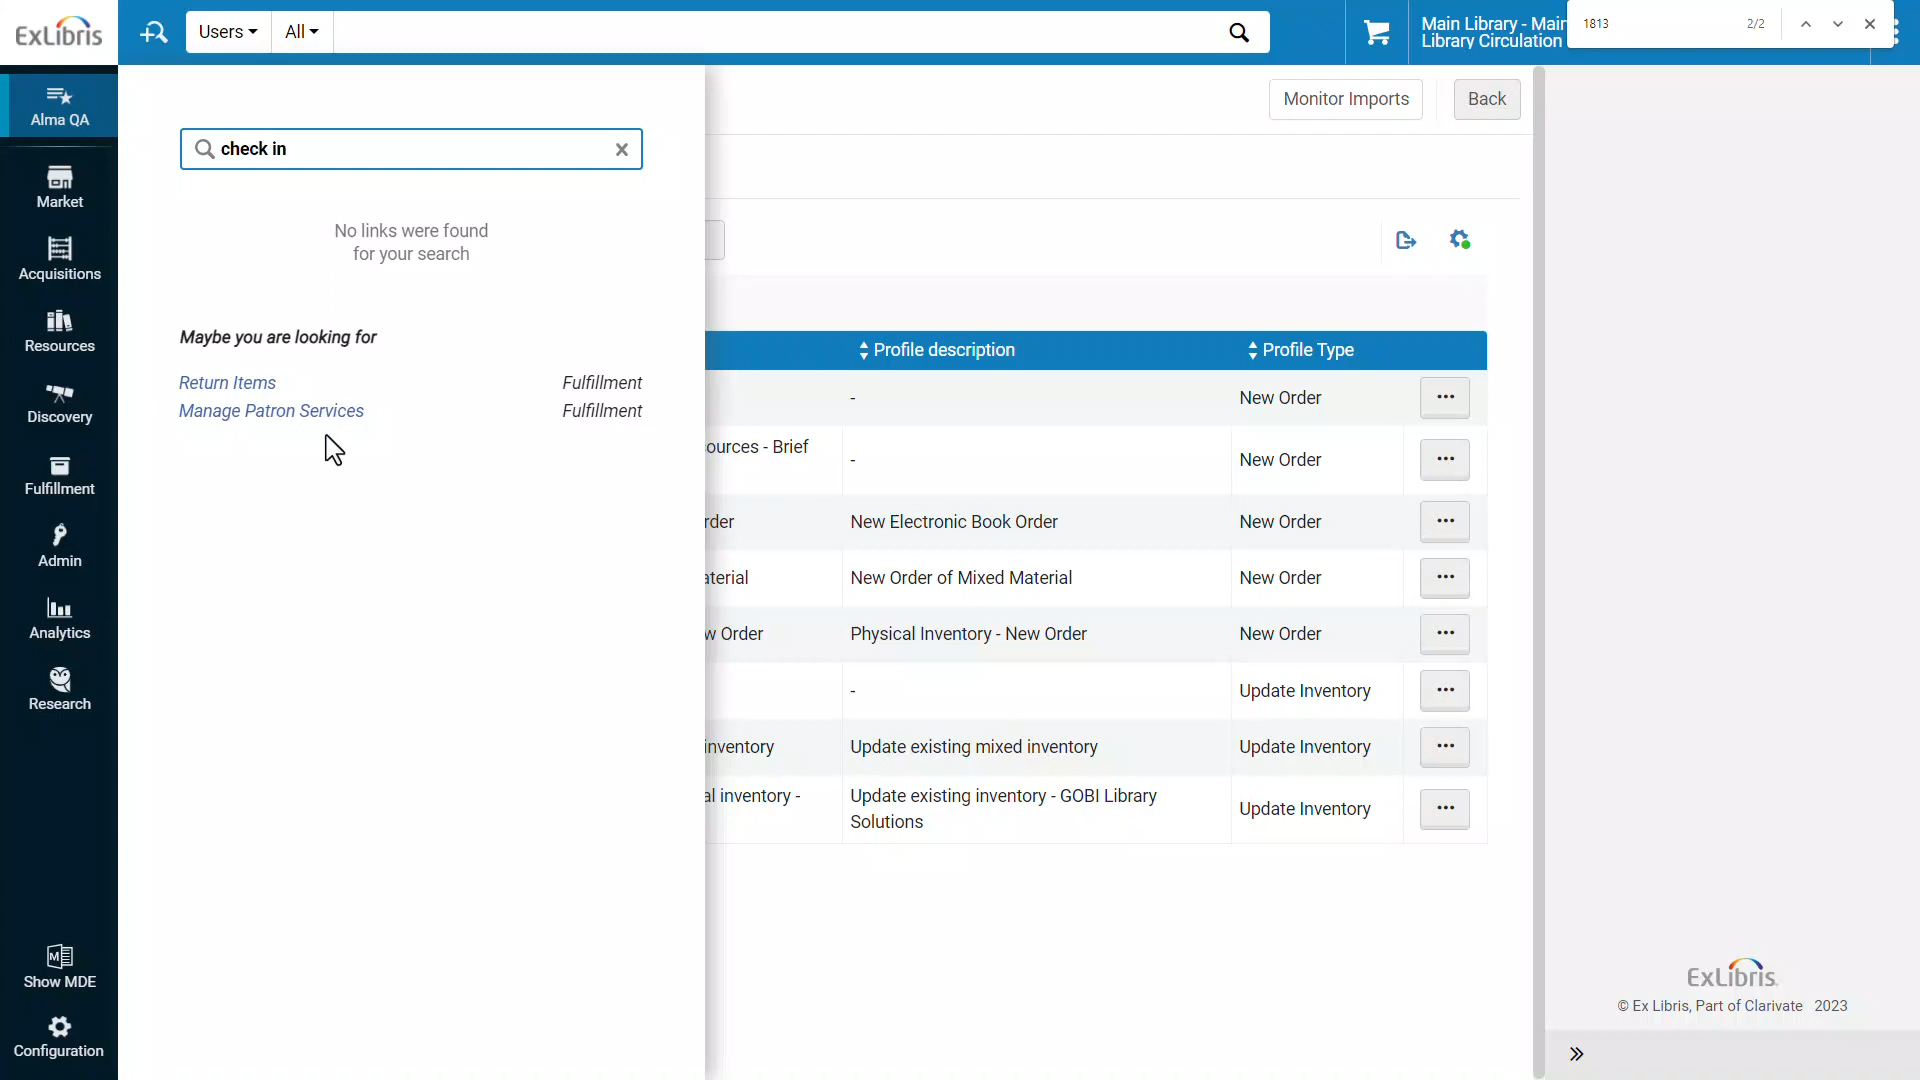 ExLibris
Users
All
Main Library - Mair
Library Circulation
1813
2/2
Alma QA
Market
Acquisitions
Resources
Discovery
Fulfillment
Admin
Analytics
Research
Show MDE
Configuration
check in
No links were found
for your search
Maybe you are looking for
Return Items Fulfillment
Manage Patron Services Fulfillment
Monitor Imports
Back
Profile description Profile Type
- New Order
ources - Brief - New Order
rder New Electronic Book Order New Order
aterial New Order of Mixed Material New Order
w Order Physical Inventory - New Order New Order
- Update Inventory
inventory Update existing mixed inventory Update Inventory
al inventory - Update existing inventory - GOBI Library
Solutions Update Inventory
ExLibris
© Ex Libris, Part of Clarivate 2023